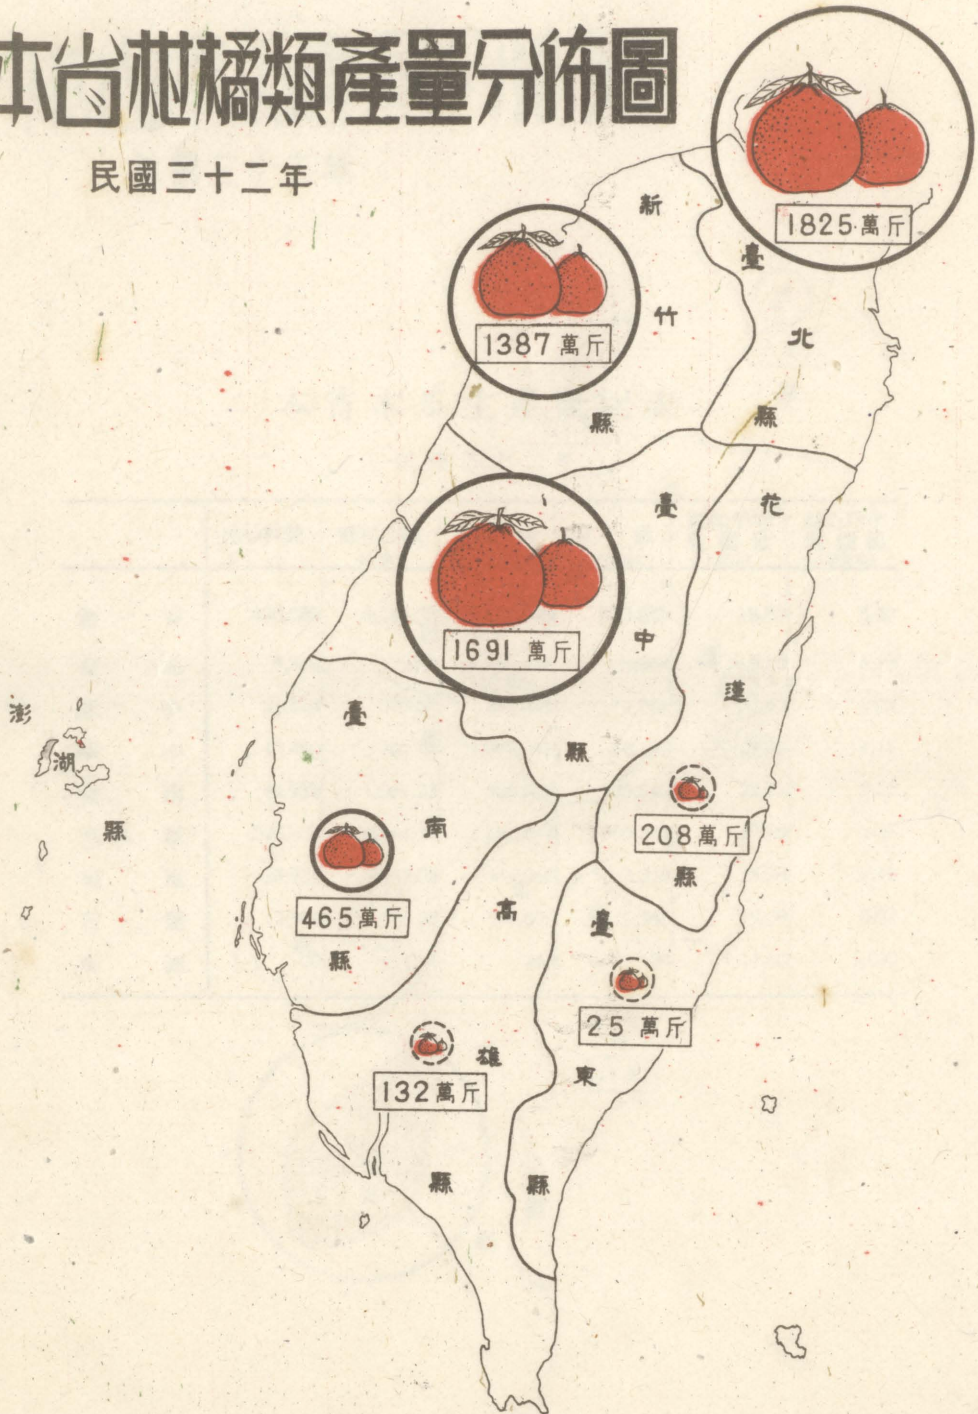 本省柑橘類產量分佈圖
民國三十二年
1825萬斤
臺北縣
新竹縣
1387萬斤
臺中縣
1691萬斤
花蓮縣
208萬斤
臺南縣
465萬斤
澎湖縣
高雄縣
132萬斤
臺東縣
25萬斤